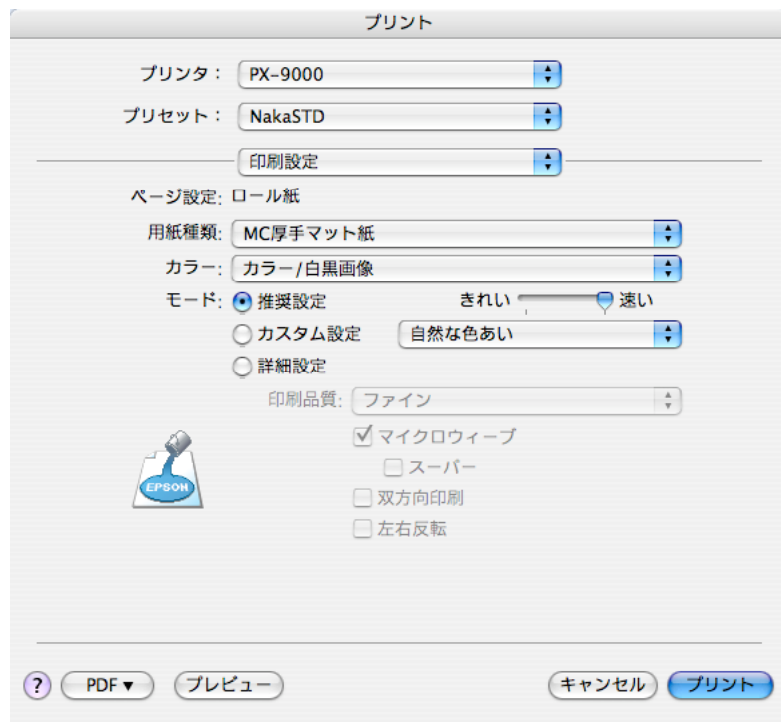 プリント
プリンタ： PX-9000
プリセット： NakaSTD
印刷設定
ページ設定: ロール紙
用紙種類: MC厚手マット紙
カラー: カラー/白黒画像
モード: 推奨設定 きれい 速い
カスタム設定 自然な色あい
詳細設定
印刷品質: ファイン
マイクロウィーブ
スーパー
双方向印刷
左右反転
EPSON
? PDF▼ プレビュー キャンセル プリント